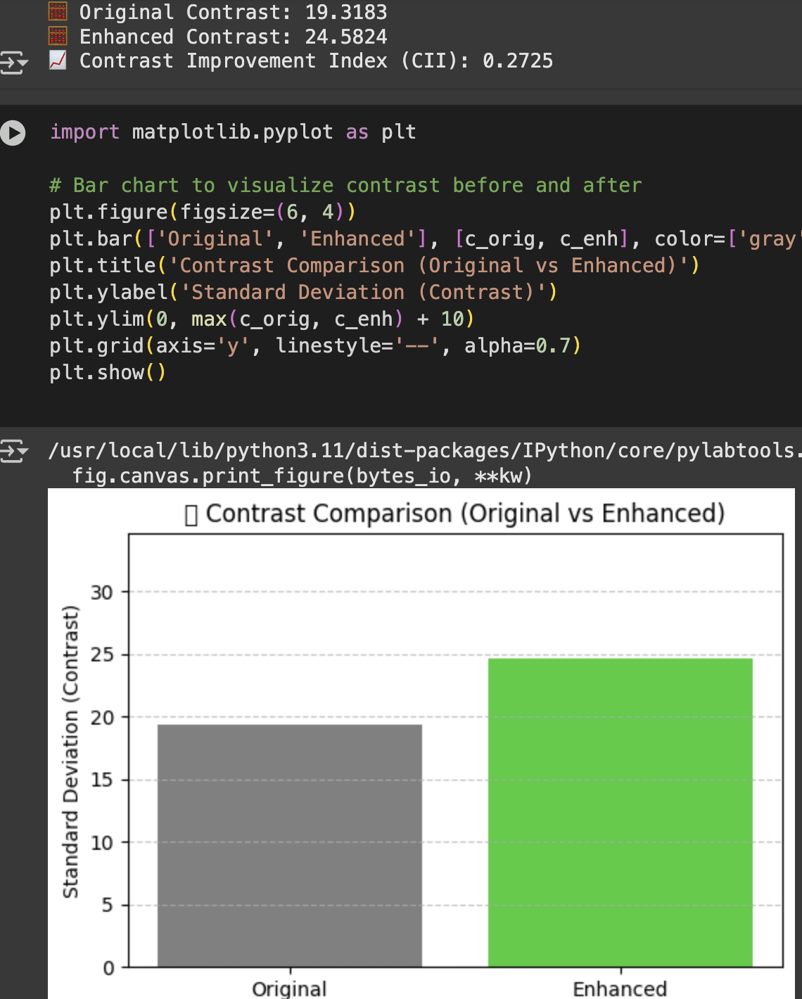 🧮 Original Contrast: 19.3183
🧮 Enhanced Contrast: 24.5824
📈 Contrast Improvement Index (CII): 0.2725
import matplotlib.pyplot as plt
# Bar chart to visualize contrast before and after
plt.figure(figsize=(6, 4))
plt.bar(['Original', 'Enhanced'], [c_orig, c_enh], color=['gray'
plt.title('Contrast Comparison (Original vs Enhanced)')
plt.ylabel('Standard Deviation (Contrast)')
plt.ylim(0, max(c_orig, c_enh) + 10)
plt.grid(axis='y', linestyle='--', alpha=0.7)
plt.show()
/usr/local/lib/python3.11/dist-packages/IPython/core/pylabtools.
fig.canvas.print_figure(bytes_io, **kw)
Contrast Comparison (Original vs Enhanced)
Standard Deviation (Contrast)
30
25
20
15
10
5
0
Original Enhanced